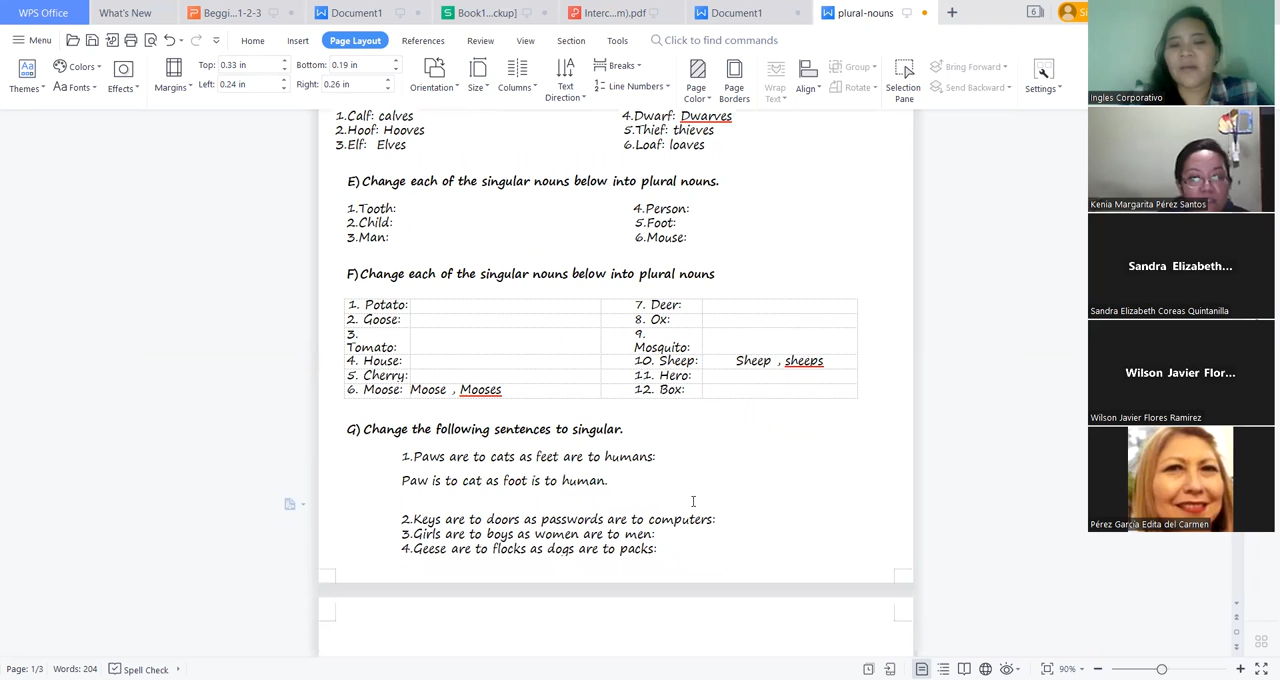 WPS Office What's New Beggi...1-2-3 Document1 Book1...ckup] Interc...m).pdf Document1 plural-nouns 6
Menu Home Insert Page Layout References Review View Section Tools Click to find commands
Themes Colors Fonts Effects Margins Top: 0.33 in Bottom: 0.19 in Left: 0.24 in Right: 0.26 in Orientation Size Columns Text Direction Breaks Line Numbers Page Color Page Borders Wrap Text Align Group Rotate Selection Pane Bring Forward Send Backward Settings
1.Calf: calves 4.Dwarf: Dwarves
2.Hoof: Hooves 5.Thief: thieves
3.Elf: Elves 6.Loaf: loaves
E) Change each of the singular nouns below into plural nouns.
1.Tooth: 4.Person:
2.Child: 5.Foot:
3.Man: 6.Mouse:
F) Change each of the singular nouns below into plural nouns
1. Potato: 7. Deer:
2. Goose: 8. Ox:
3. 9.
Tomato: Mosquito:
4. House: 10. Sheep: Sheep , sheeps
5. Cherry: 11. Hero:
6. Moose: Moose , Mooses 12. Box:
G) Change the following sentences to singular.
1.Paws are to cats as feet are to humans:
Paw is to cat as foot is to human.
2.Keys are to doors as passwords are to computers:
3.Girls are to boys as women are to men:
4.Geese are to flocks as dogs are to packs:
Page: 1/3 Words: 204 Spell Check 90%
Ingles Corporativo
Kenia Margarita Pérez Santos
Sandra Elizabeth...
Sandra Elizabeth Coreas Quintanilla
Wilson Javier Flor...
Wilson Javier Flores Ramirez
Pérez García Edita del Carmen